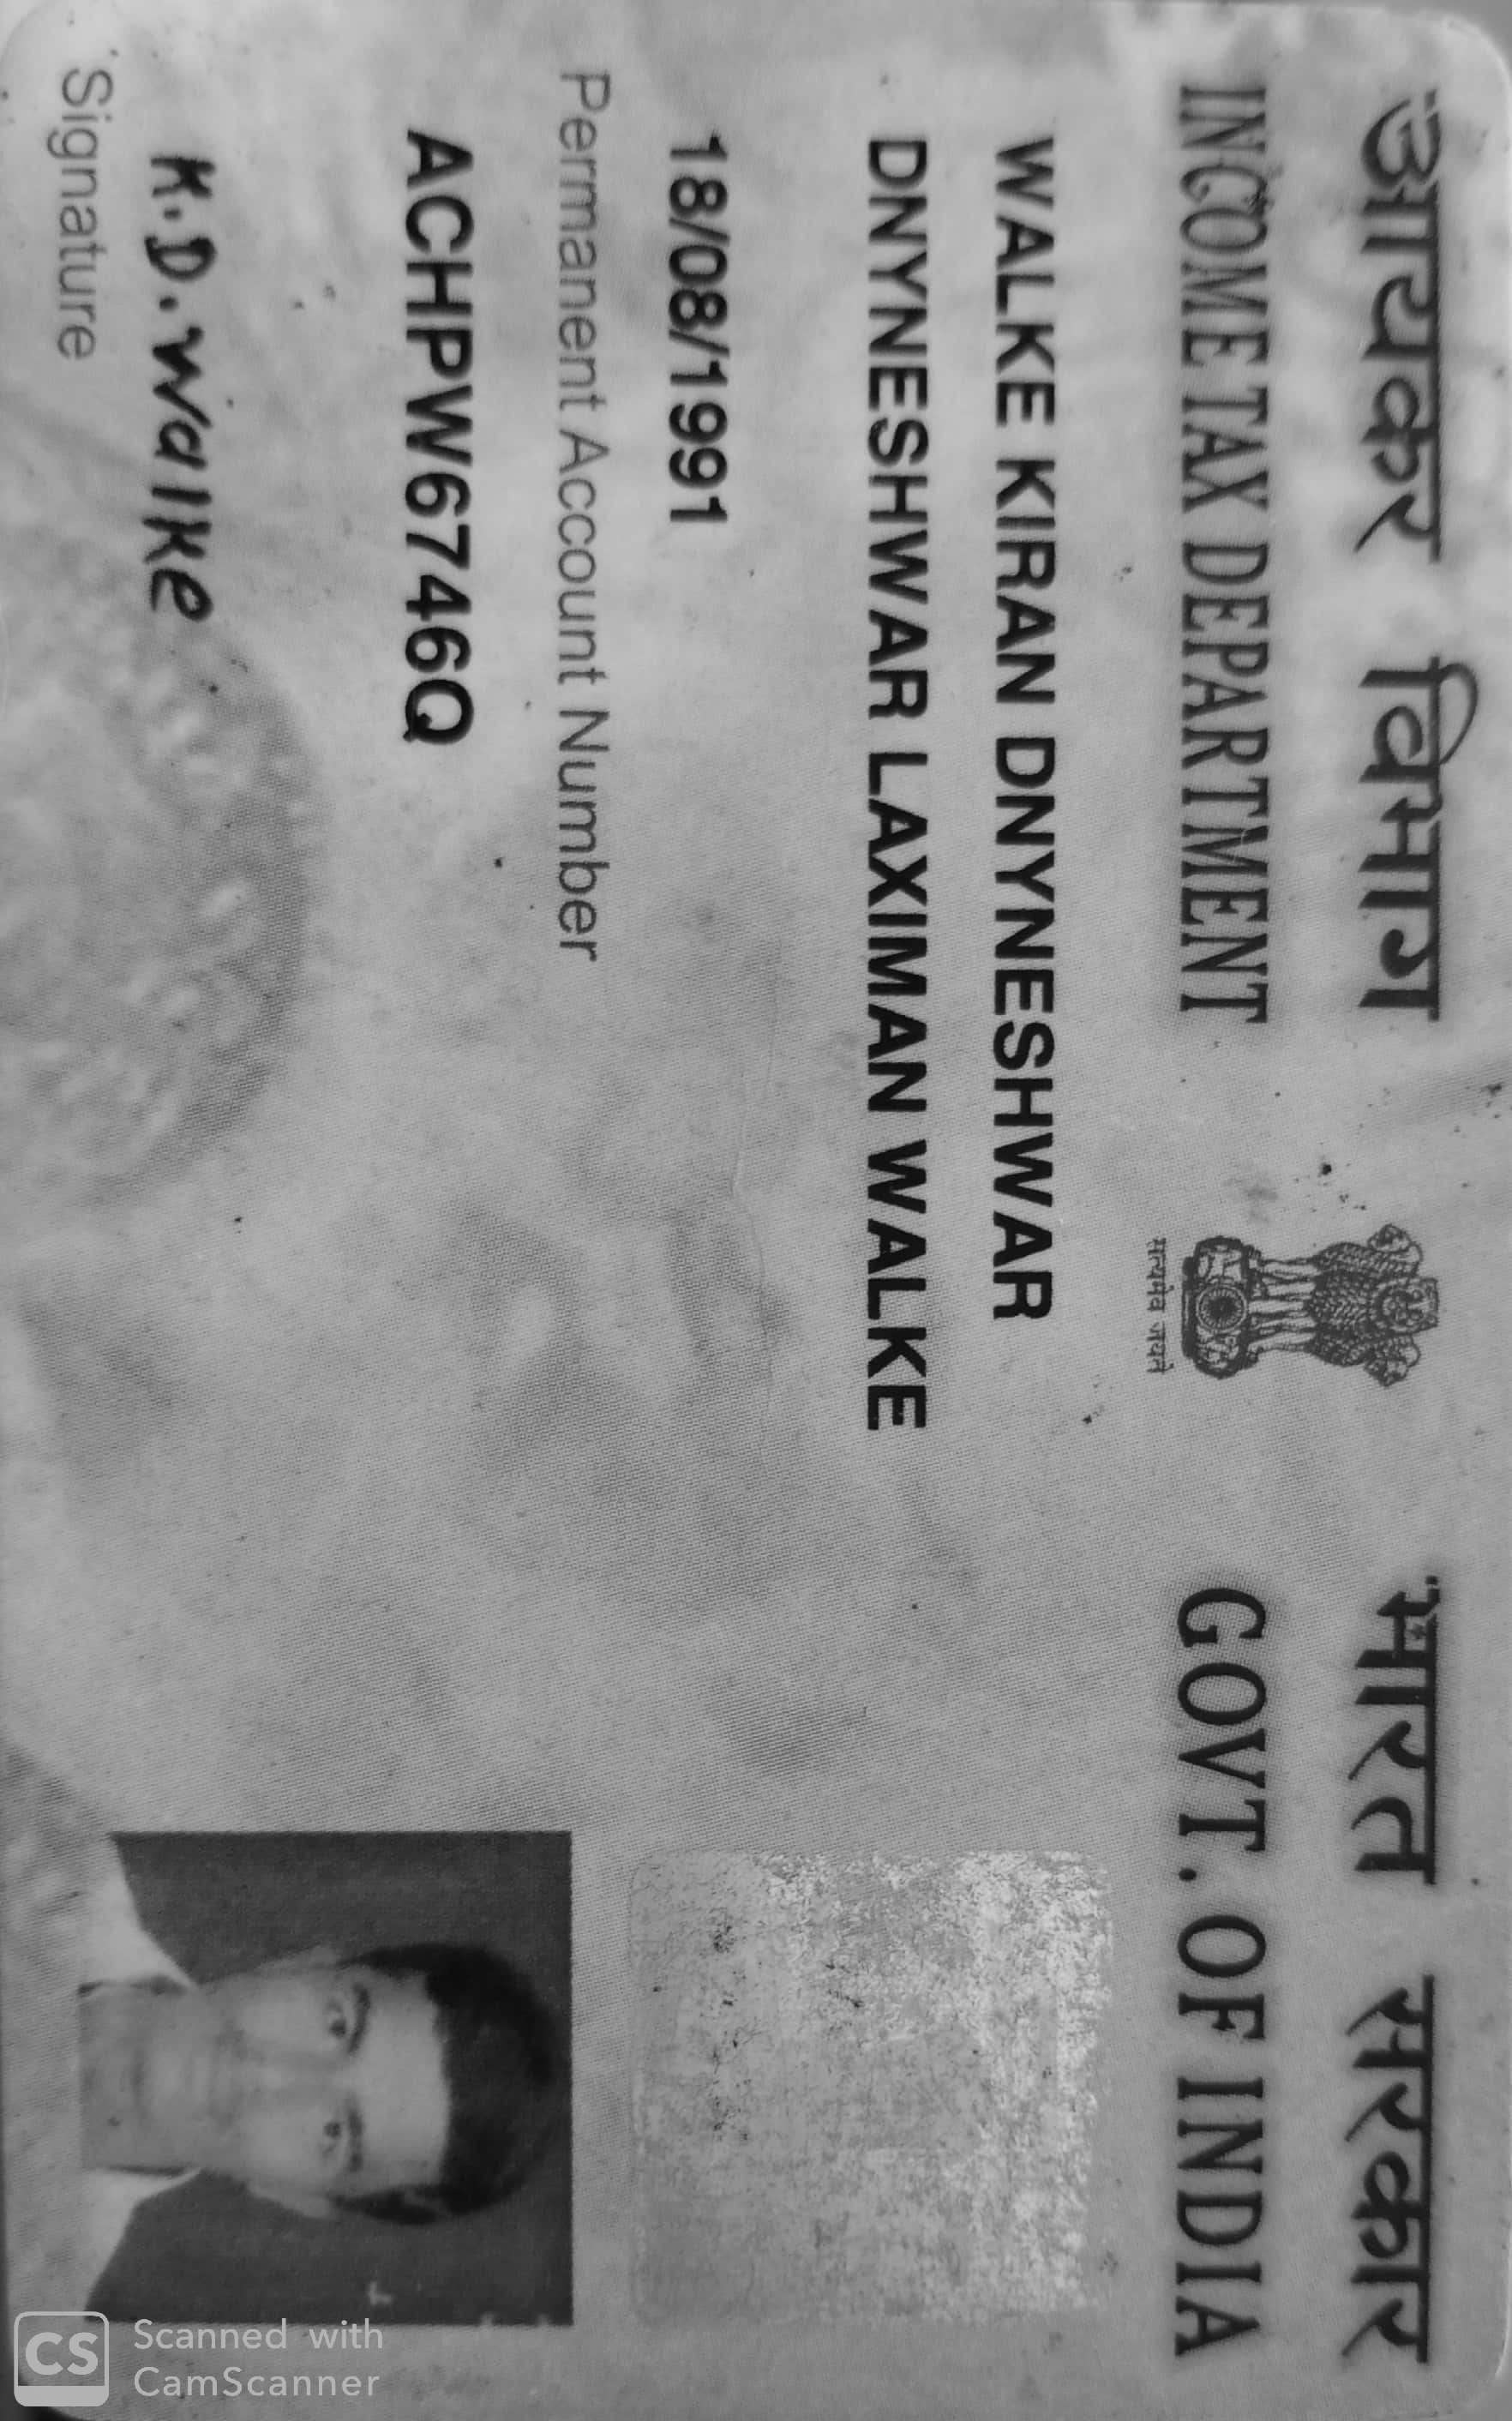 आयकर विभाग
INCOME TAX DEPARTMENT
सत्यमेव जयते
भारत सरकार
GOVT. OF INDIA
WALKE KIRAN DNYNESHWAR
DNYNESHWAR LAXIMAN WALKE
18/08/1991
Permanent Account Number
ACHPW6746Q
K.D.Walke
Signature
CS
Scanned with
CamScanner